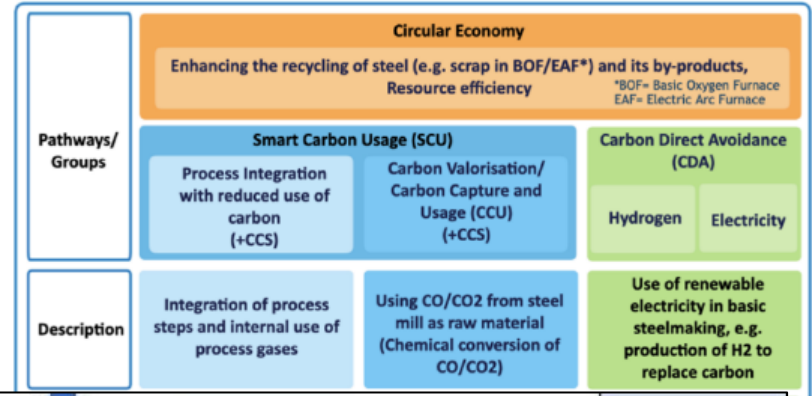 Circular Economy
Enhancing the recycling of steel (e.g. scrap in BOF/EAF*) and its by-products,
Resource efficiency
*BOF= Basic Oxygen Furnace
EAF= Electric Arc Furnace
Pathways/
Groups
Smart Carbon Usage (SCU)
Process Integration
with reduced use of
carbon
(+CCS)
Carbon Valorisation/
Carbon Capture and
Usage (CCU)
(+CCS)
Carbon Direct Avoidance
(CDA)
Hydrogen
Electricity
Description
Integration of process
steps and internal use of
process gases
Using CO/CO2 from steel
mill as raw material
(Chemical conversion of
CO/CO2)
Use of renewable
electricity in basic
steelmaking, e.g.
production of H2 to
replace carbon